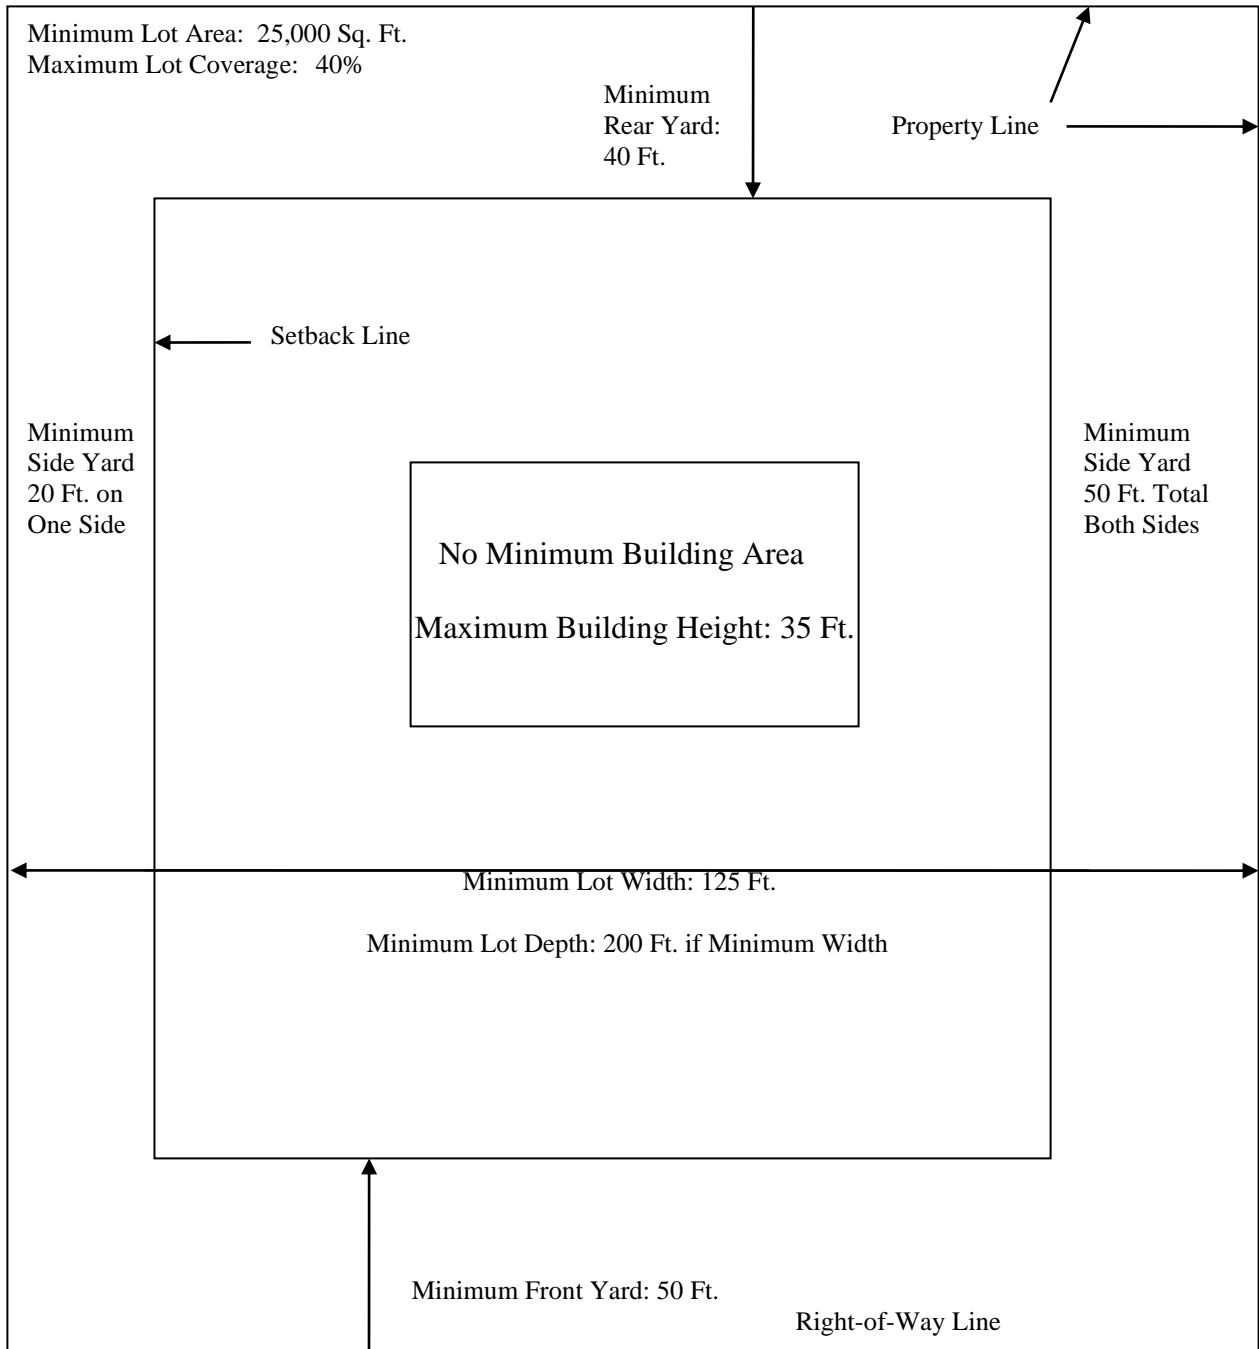 Minimum Lot Area:  25,000 Sq. Ft.
Maximum Lot Coverage:  40%
Minimum
Rear Yard:
40 Ft.
Property Line
Setback Line
Minimum
Side Yard
20 Ft. on
One Side
Minimum
Side Yard
50 Ft. Total
Both Sides
No Minimum Building Area
Maximum Building Height: 35 Ft.
Minimum Lot Width: 125 Ft.
Minimum Lot Depth: 200 Ft. if Minimum Width
Minimum Front Yard: 50 Ft.
Right-of-Way Line